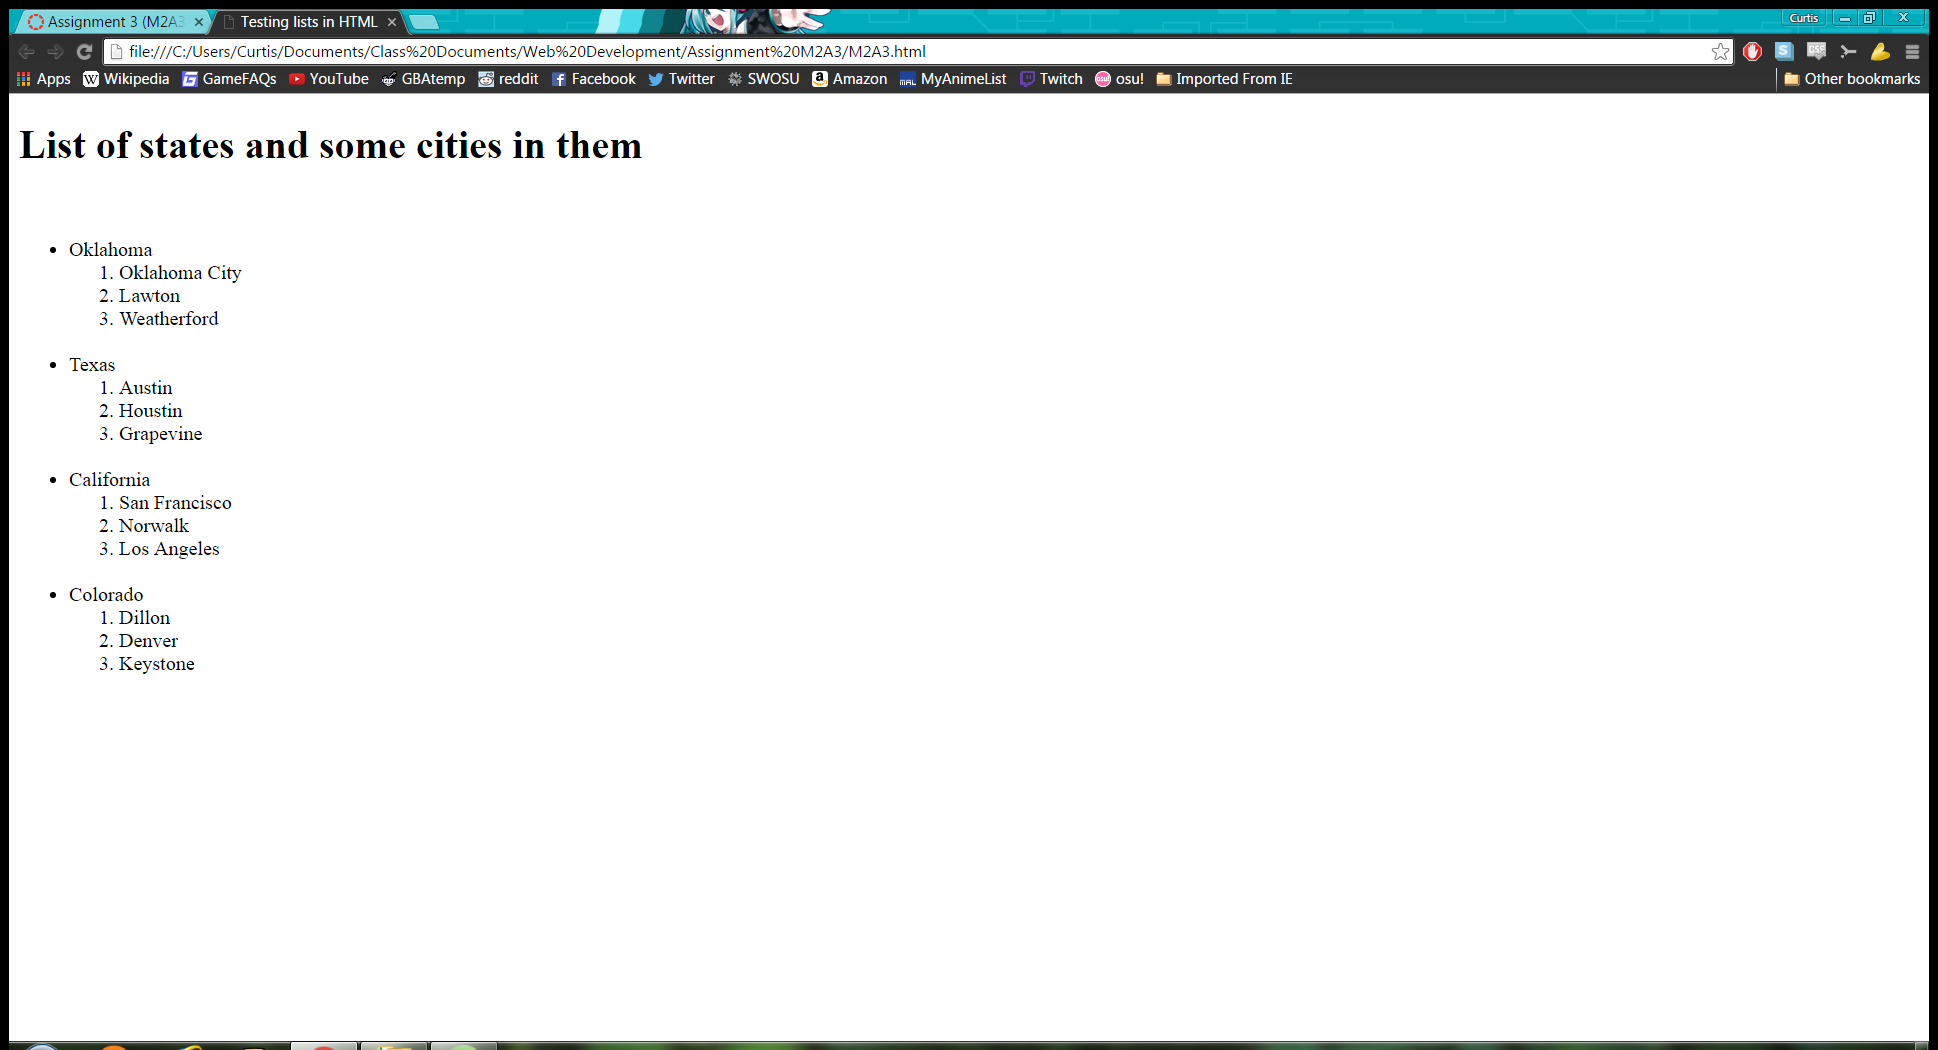 Assignment 3 (M2A3
Testing lists in HTML
Curtis
file:///C:/Users/Curtis/Documents/Class%20Documents/Web%20Development/Assignment%20M2A3/M2A3.html
Apps Wikipedia GameFAQs YouTube GBAtemp reddit Facebook Twitter SWOSU Amazon MyAnimeList Twitch osu! Imported From IE Other bookmarks
List of states and some cities in them
• Oklahoma
1. Oklahoma City
2. Lawton
3. Weatherford
• Texas
1. Austin
2. Houstin
3. Grapevine
• California
1. San Francisco
2. Norwalk
3. Los Angeles
• Colorado
1. Dillon
2. Denver
3. Keystone